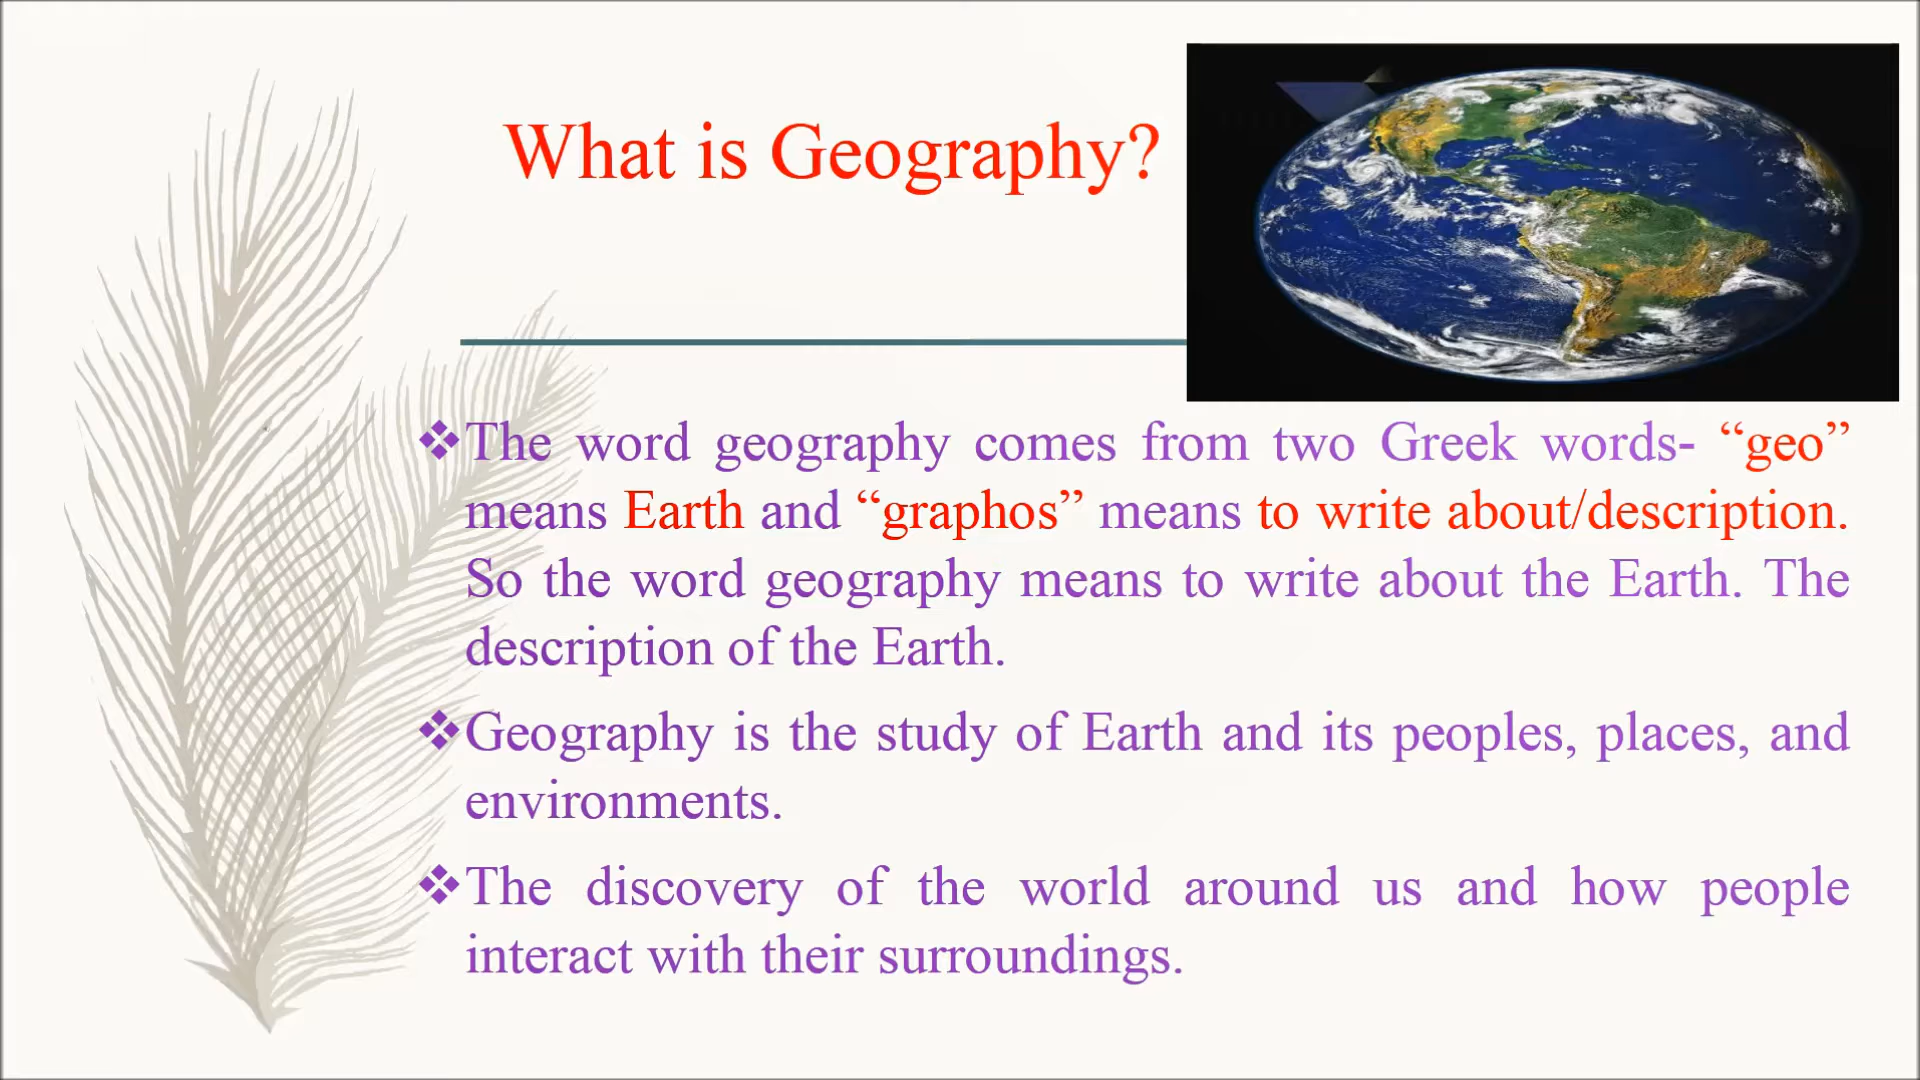 What is Geography?
❖The word geography comes from two Greek words- “geo”
means Earth and “graphos” means to write about/description.
So the word geography means to write about the Earth. The
description of the Earth.
❖Geography is the study of Earth and its peoples, places, and
environments.
❖The discovery of the world around us and how people
interact with their surroundings.